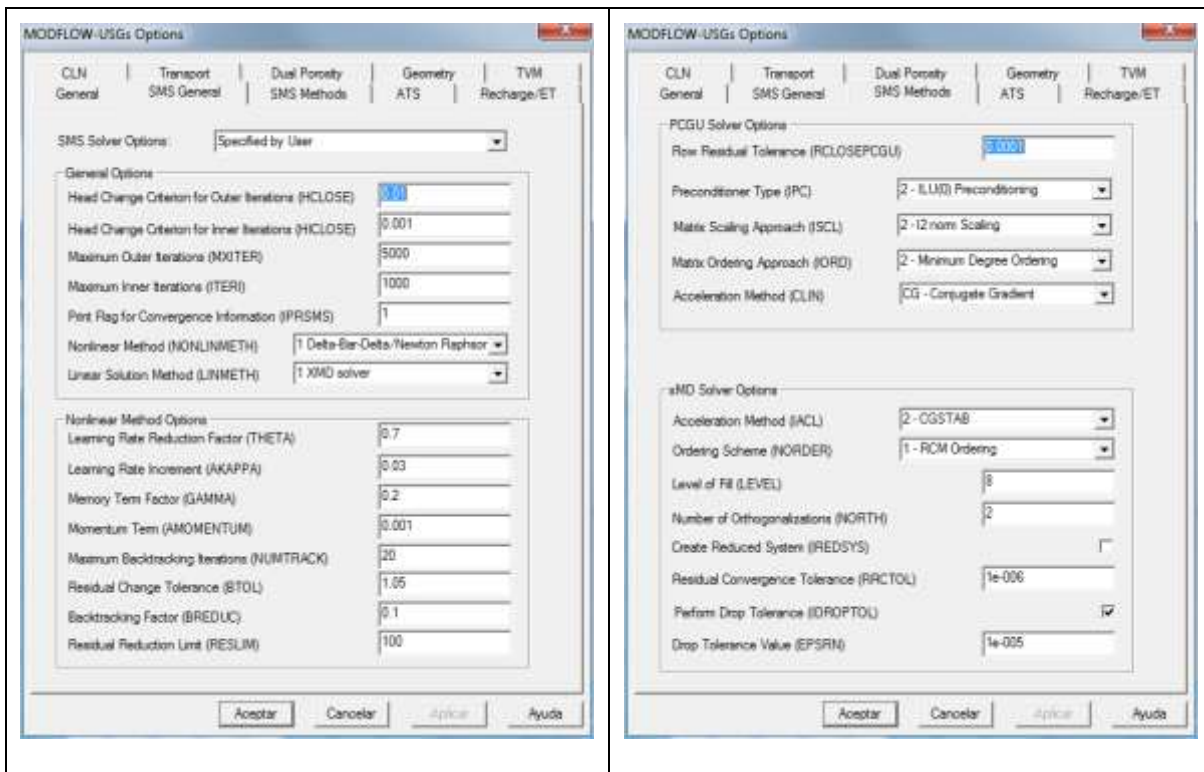 MODFLOW-USGs Options
CLN Transport Dual Porosity Geometry TVM
General SMS General SMS Methods ATS Recharge/ET
SMS Solver Options: Specified by User
General Options
Head Change Criterion for Outer Iterations (HCLOSE) 0.01
Head Change Criterion for Inner Iterations (HICLOSE) 0.001
Maximum Outer Iterations (MXITER) 5000
Maximum Inner Iterations (ITERI) 1000
Print Flag for Convergence Information (IPRSMS) 1
Nonlinear Method (NONLINMETH) 1 Delta-Bar-Delta/Newton Raphsor
Linear Solution Method (LINMETH) 1 XMD solver
Nonlinear Method Options
Learning Rate Reduction Factor (THETA) 0.7
Learning Rate Increment (AKAPPA) 0.03
Memory Term Factor (GAMMA) 0.2
Momentum Term (AMOMENTUM) 0.001
Maximum Backtracking Iterations (NUMTRACK) 20
Residual Change Tolerance (BTOL) 1.05
Backtracking Factor (BREDUC) 0.1
Residual Reduction Limit (RESLIM) 100
Aceptar Cancelar Aplicar Ayuda
MODFLOW-USGs Options
CLN Transport Dual Porosity Geometry TVM
General SMS General SMS Methods ATS Recharge/ET
PCGU Solver Options
Row Residual Tolerance (RCLOSEPCGU) 0.0001
Preconditioner Type (IPC) 2 - ILU(0) Preconditioning
Matrix Scaling Approach (ISCL) 2 - l2 norm Scaling
Matrix Ordering Approach (IORD) 2 - Minimum Degree Ordering
Acceleration Method (CLIN) CG - Conjugate Gradient
xMD Solver Options
Acceleration Method (IACL) 2 - CGSTAB
Ordering Scheme (NORDER) 1 - RCM Ordering
Level of Fill (LEVEL) 8
Number of Orthogonalizations (NORTH) 2
Create Reduced System (IREDSYS)
Residual Convergence Tolerance (RRCTOL) 1e-006
Perform Drop Tolerance (IDROPTOL)
Drop Tolerance Value (EPSRN) 1e-005
Aceptar Cancelar Aplicar Ayuda